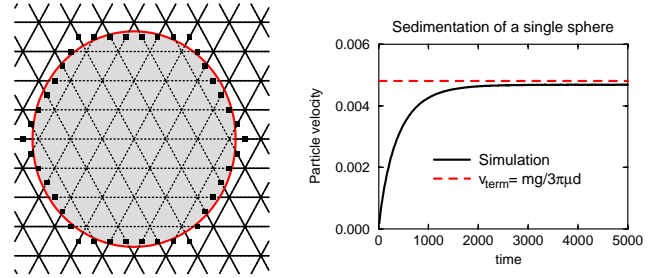 Sedimentation of a single sphere
0.006
0.004
0.002
0.000
Particle velocity
Simulation
v_term= mg/3πμd
0 1000 2000 3000 4000 5000
time